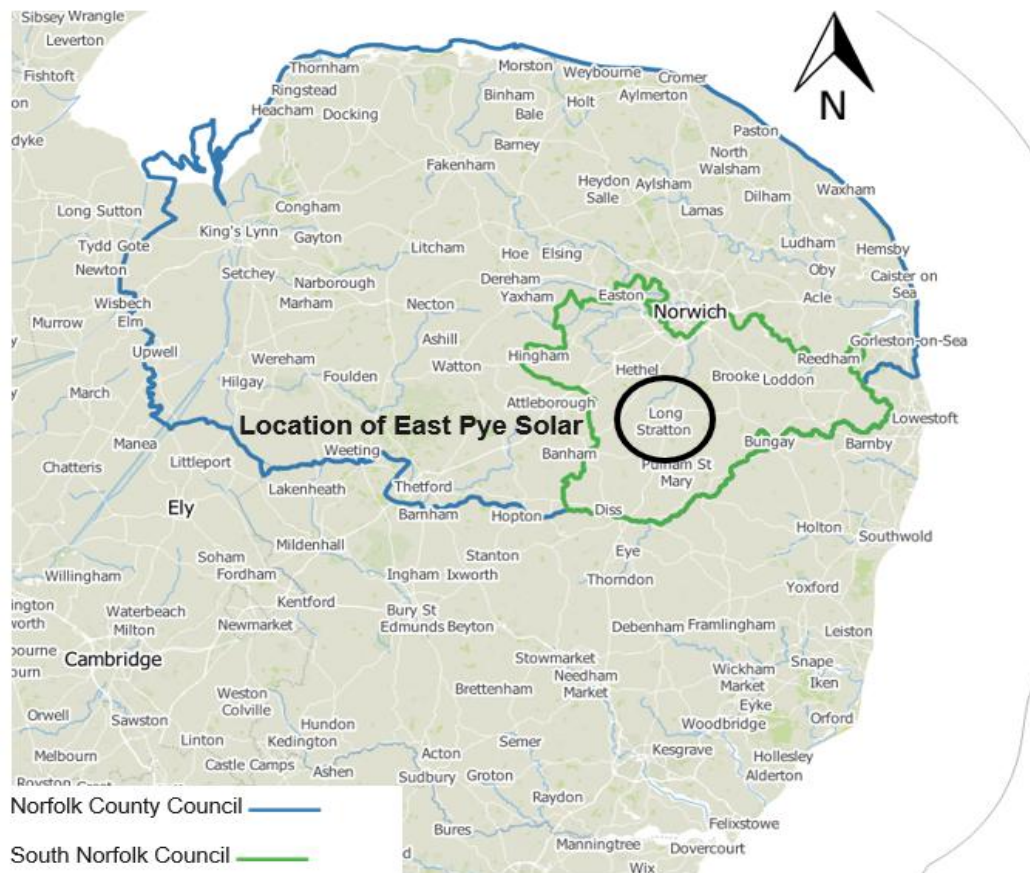 Sibsey Wrangle
Leverton
Fishtoft
on
dyke
Thornham
Ringstead
Heacham
Docking
Morston
Weybourne
Cromer
Binham
Bale
Holt
Aylmerton
N
Barney
Paston
North
Walsham
Fakenham
Heydon
Salle
Aylsham
Dilham
Waxham
Long Sutton
Congham
Lamas
Tydd Gote
King's Lynn
Gayton
Litcham
Hoe
Elsing
Ludham
Hemsby
Newton
Setchey
Narborough
Dereham
Yaxham
Easton
Oby
Caister on
Sea
Wisbech
Elm
Marham
Necton
Acle
Murrow
Norwich
Ashill
Gorleston-on-Sea
Upwell
Wereham
Watton
Hingham
Reedham
March
Hilgay
Foulden
Hethel
Brooke
Loddon
Attleborough
Long
Stratton
Lowestoft
Location of East Pye Solar
Manea
Weeting
Banham
Bungay
Barnby
Chatteris
Littleport
Pulham St
Mary
Lakenheath
Thetford
Ely
Barnham
Hopton
Diss
Holton
Southwold
Mildenhall
Eye
Soham
Stanton
Willingham
Fordham
Ingham
Ixworth
Thorndon
Yoxford
ington
worth
Waterbeach
Milton
Kentford
Newmarket
Bury St
Edmunds
Beyton
Debenham
Framlingham
Leiston
bourne
ourn
Cambridge
Stowmarket
Needham
Market
Wickham
Market
Snape
Iken
Weston
Colville
Brettenham
Eyke
Orwell
Sawston
Hundon
Woodbridge
Orford
Melbourn
Linton
Kedington
Semer
Kesgrave
Castle Camps
Ashen
Acton
Hollesley
Alderton
Royston
Sudbury
Groton
Raydon
Norfolk County Council
Felixstowe
Bures
Manningtree
Dovercourt
South Norfolk Council
d
Wix